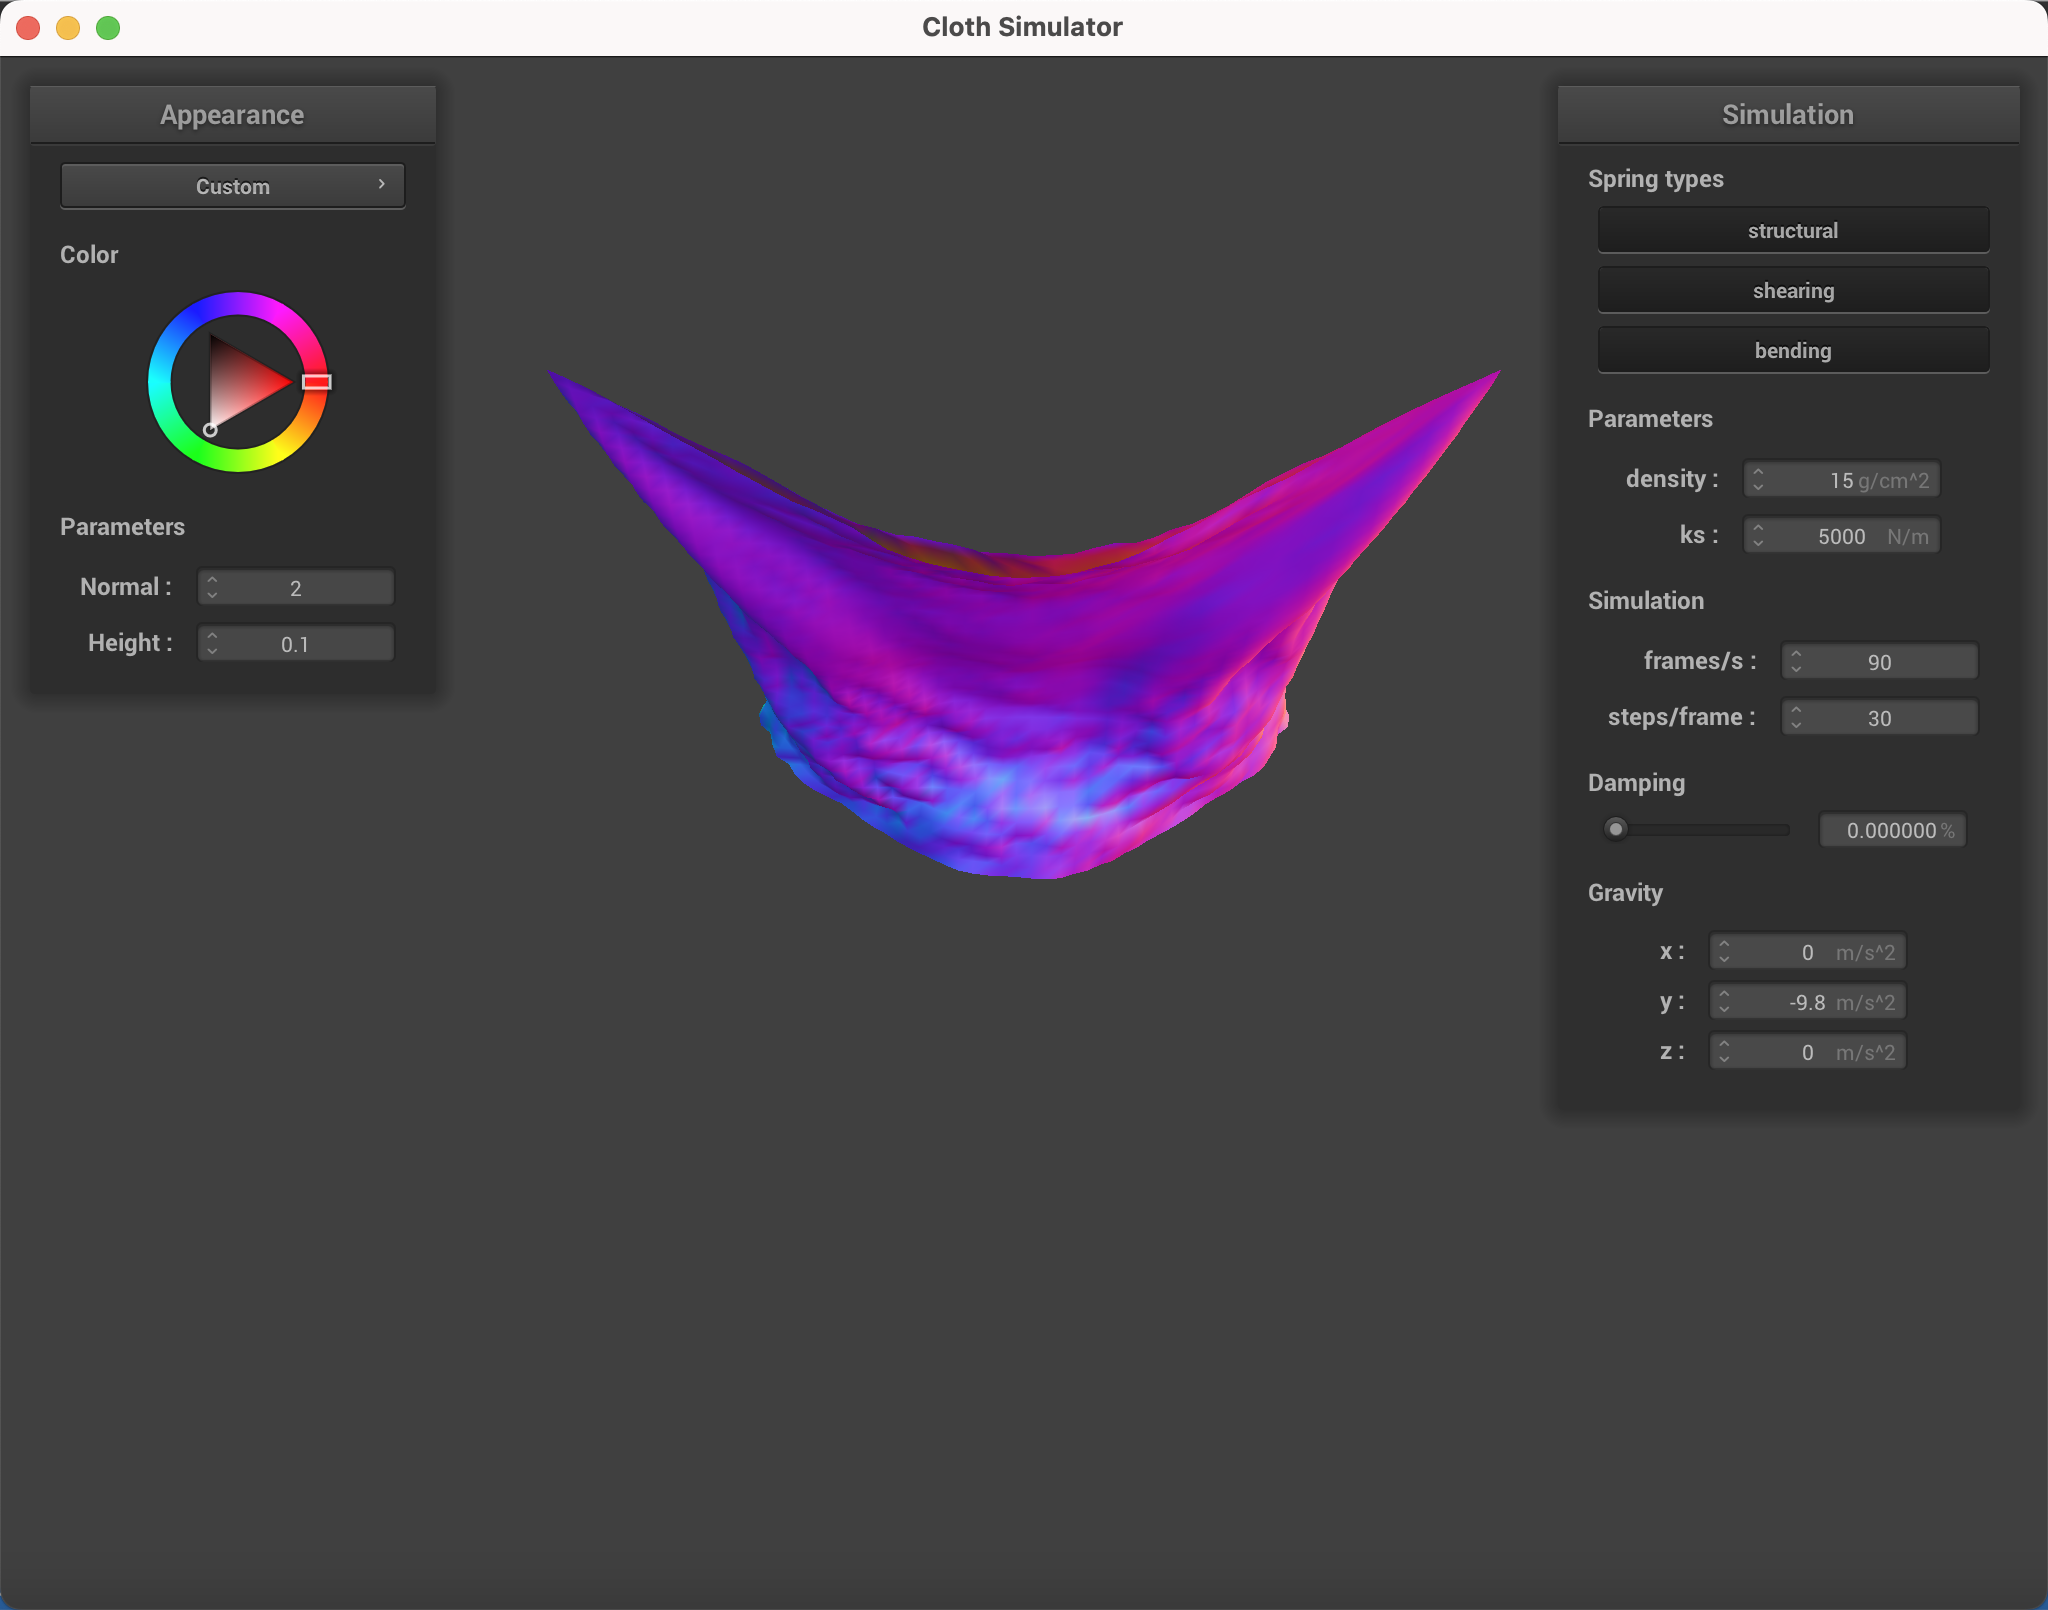 Cloth Simulator
Appearance
Custom
Color
Parameters
Normal : 2
Height : 0.1
Simulation
Spring types
structural
shearing
bending
Parameters
density : 15 g/cm^2
ks : 5000 N/m
Simulation
frames/s : 90
steps/frame : 30
Damping
0.000000 %
Gravity
x : 0 m/s^2
y : -9.8 m/s^2
z : 0 m/s^2